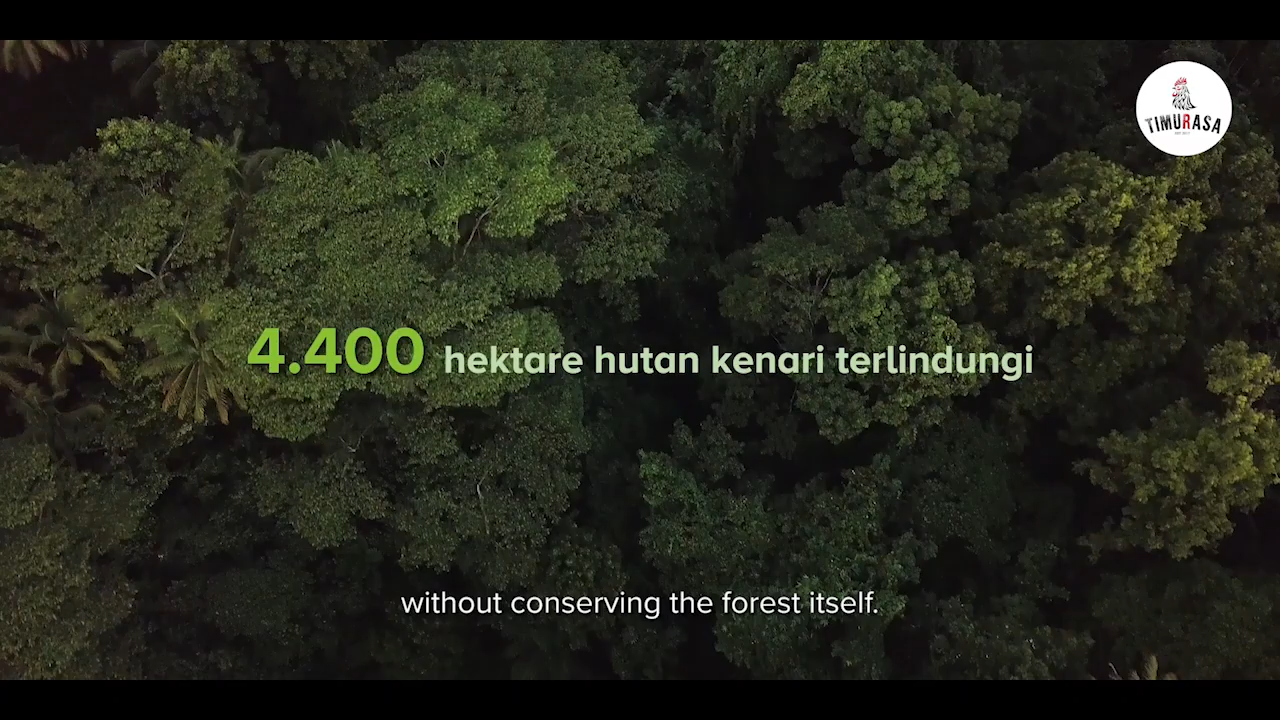 TIMURASA
4.400 hektare hutan kenari terlindungi
without conserving the forest itself.